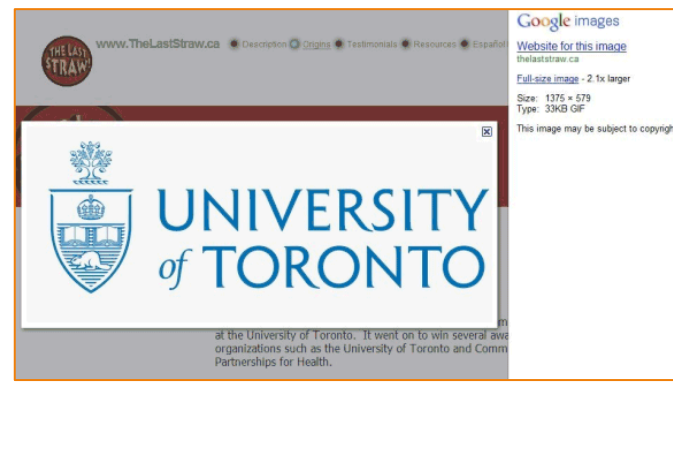 THE LAST
STRAW!
www.TheLastStraw.ca Description Origins Testimonials Resources Español
Google images
Website for this image
thelaststraw.ca
Full-size image - 2.1x larger
Size: 1375 × 579
Type: 33KB GIF
This image may be subject to copyrigh
UNIVERSITY
of TORONTO
at the University of Toronto. It went on to win several awa
organizations such as the University of Toronto and Comm
Partnerships for Health.